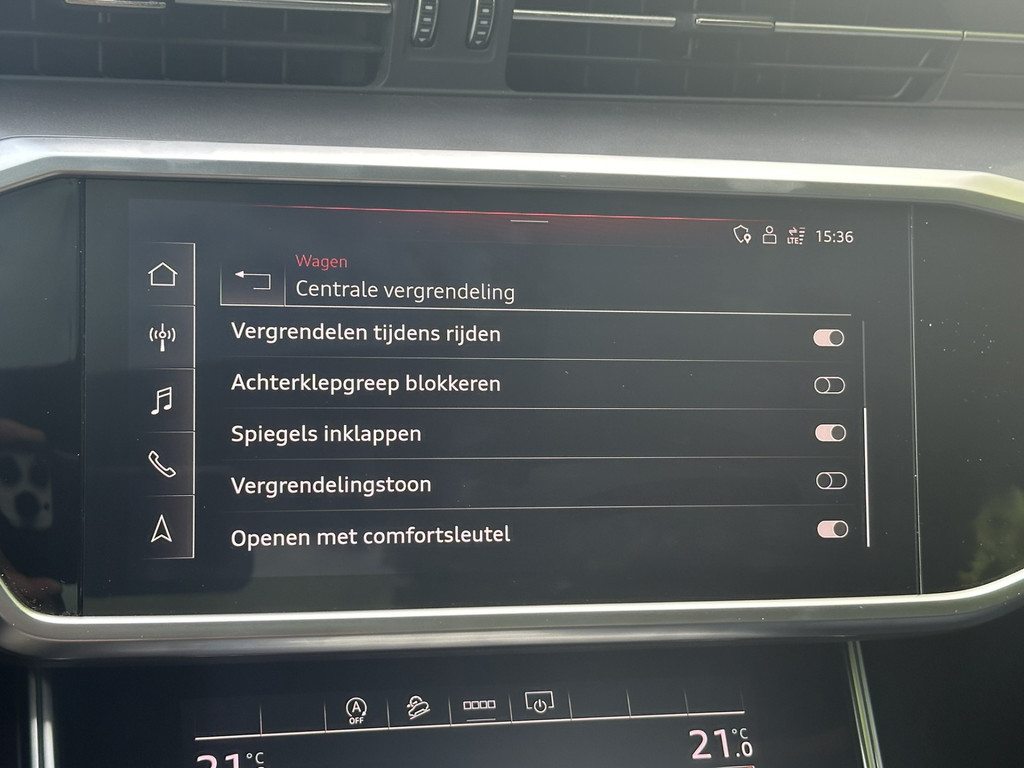 LTE 15:36
Wagen
Centrale vergrendeling
Vergrendelen tijdens rijden
Achterklepgreep blokkeren
Spiegels inklappen
Vergrendelingstoon
Openen met comfortsleutel
A
OFF
21°C 21.0°C